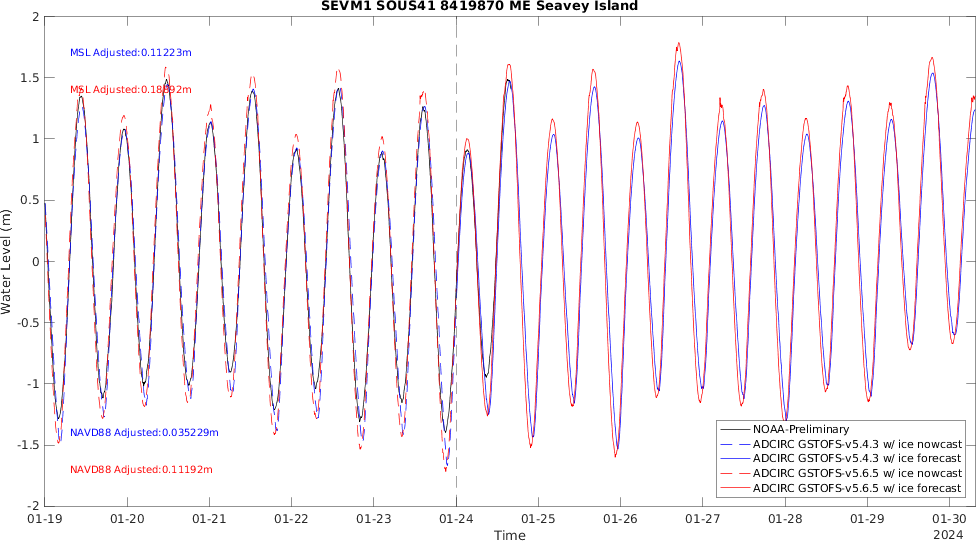 SEVM1 SOUS41 8419870 ME Seavey Island
Water Level (m)
2
1.5
1
0.5
0
-0.5
-1
-1.5
-2
MSL Adjusted:0.11223m
MSL Adjusted:0.18892m
NAVD88 Adjusted:0.035229m
NAVD88 Adjusted:0.11192m
NOAA-Preliminary
ADCIRC GSTOFS-v5.4.3 w/ ice nowcast
ADCIRC GSTOFS-v5.4.3 w/ ice forecast
ADCIRC GSTOFS-v5.6.5 w/ ice nowcast
ADCIRC GSTOFS-v5.6.5 w/ ice forecast
01-19 01-20 01-21 01-22 01-23 01-24 01-25 01-26 01-27 01-28 01-29 01-30
2024
Time